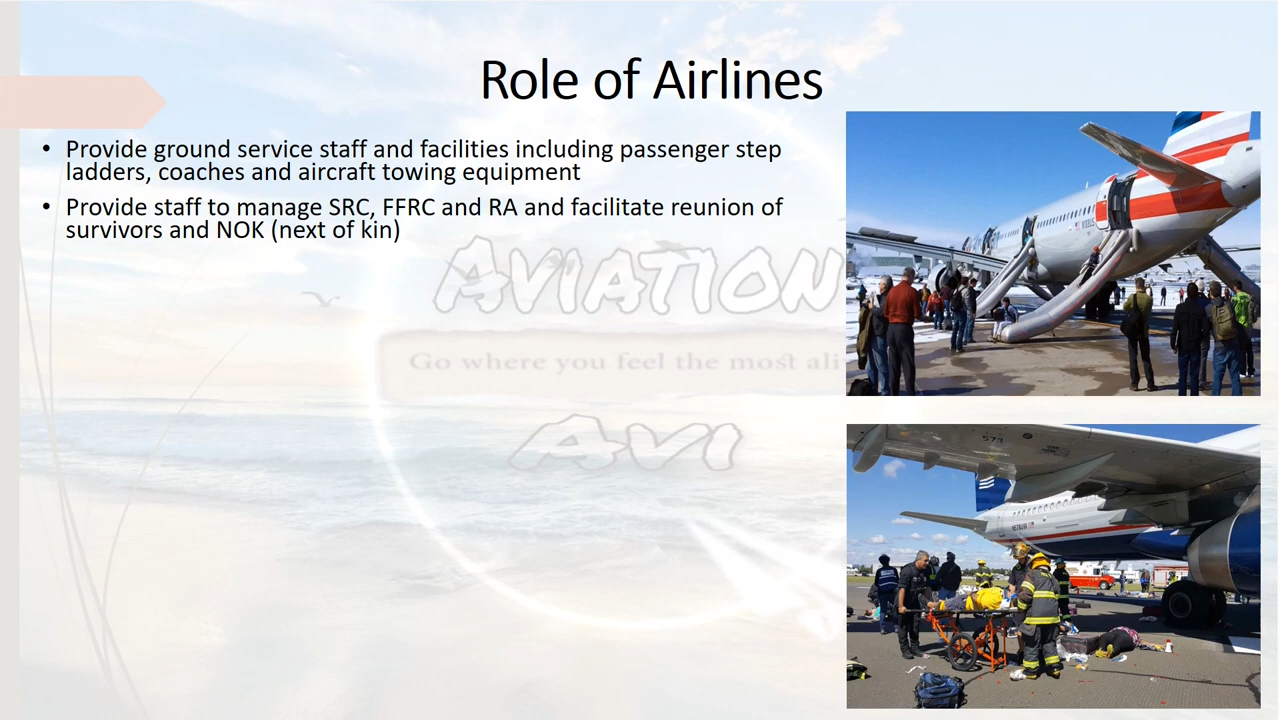 Role of Airlines
• Provide ground service staff and facilities including passenger step
ladders, coaches and aircraft towing equipment
• Provide staff to manage SRC, FFRC and RA and facilitate reunion of
survivors and NOK (next of kin)
AVIATION
Go where you feel the most
AVI
573